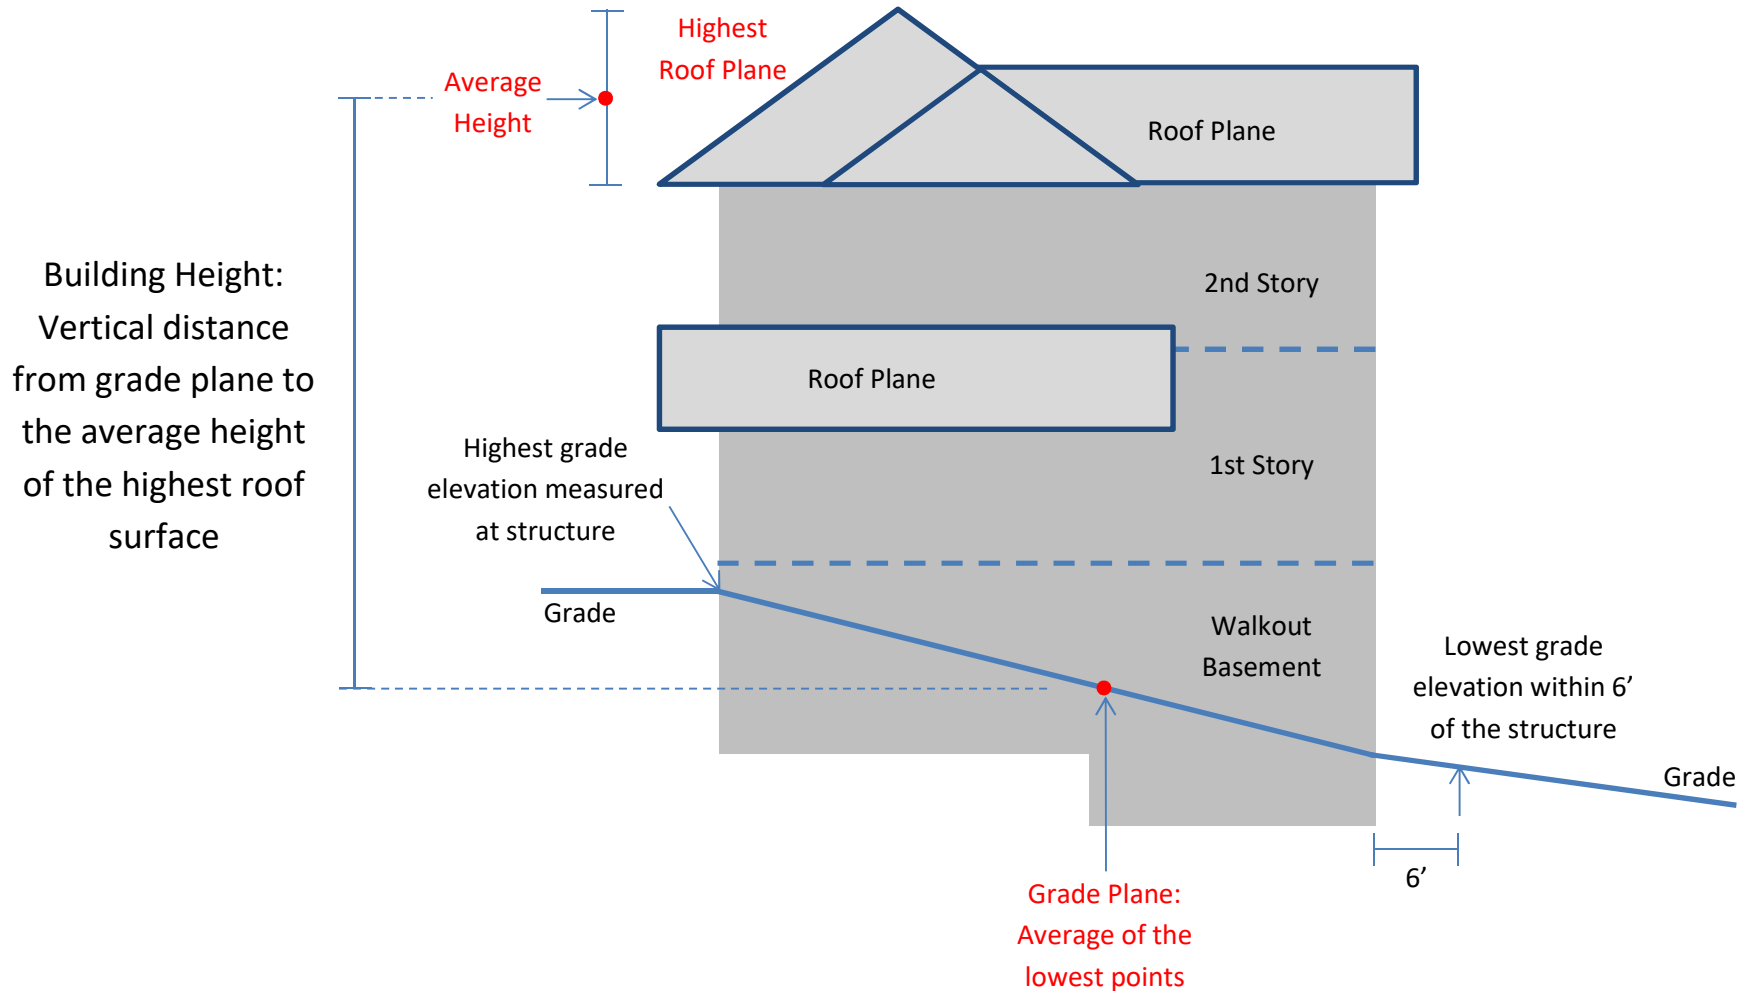 Highest
Roof Plane
Average
Height
Roof Plane
Building Height:
Vertical distance
from grade plane to
the average height
of the highest roof
surface
2nd Story
Roof Plane
Highest grade
elevation measured
at structure
1st Story
Grade
Walkout
Basement
Lowest grade
elevation within 6’
of the structure
Grade
6’
Grade Plane:
Average of the
lowest points